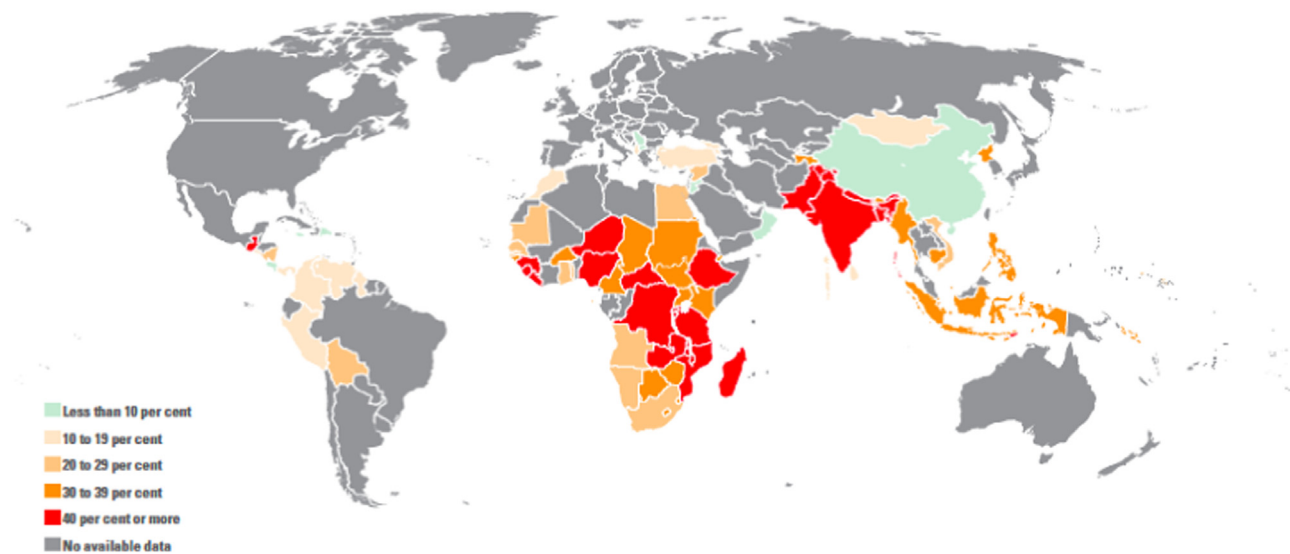 Less than 10 per cent
10 to 19 per cent
20 to 29 per cent
30 to 39 per cent
40 per cent or more
No available data